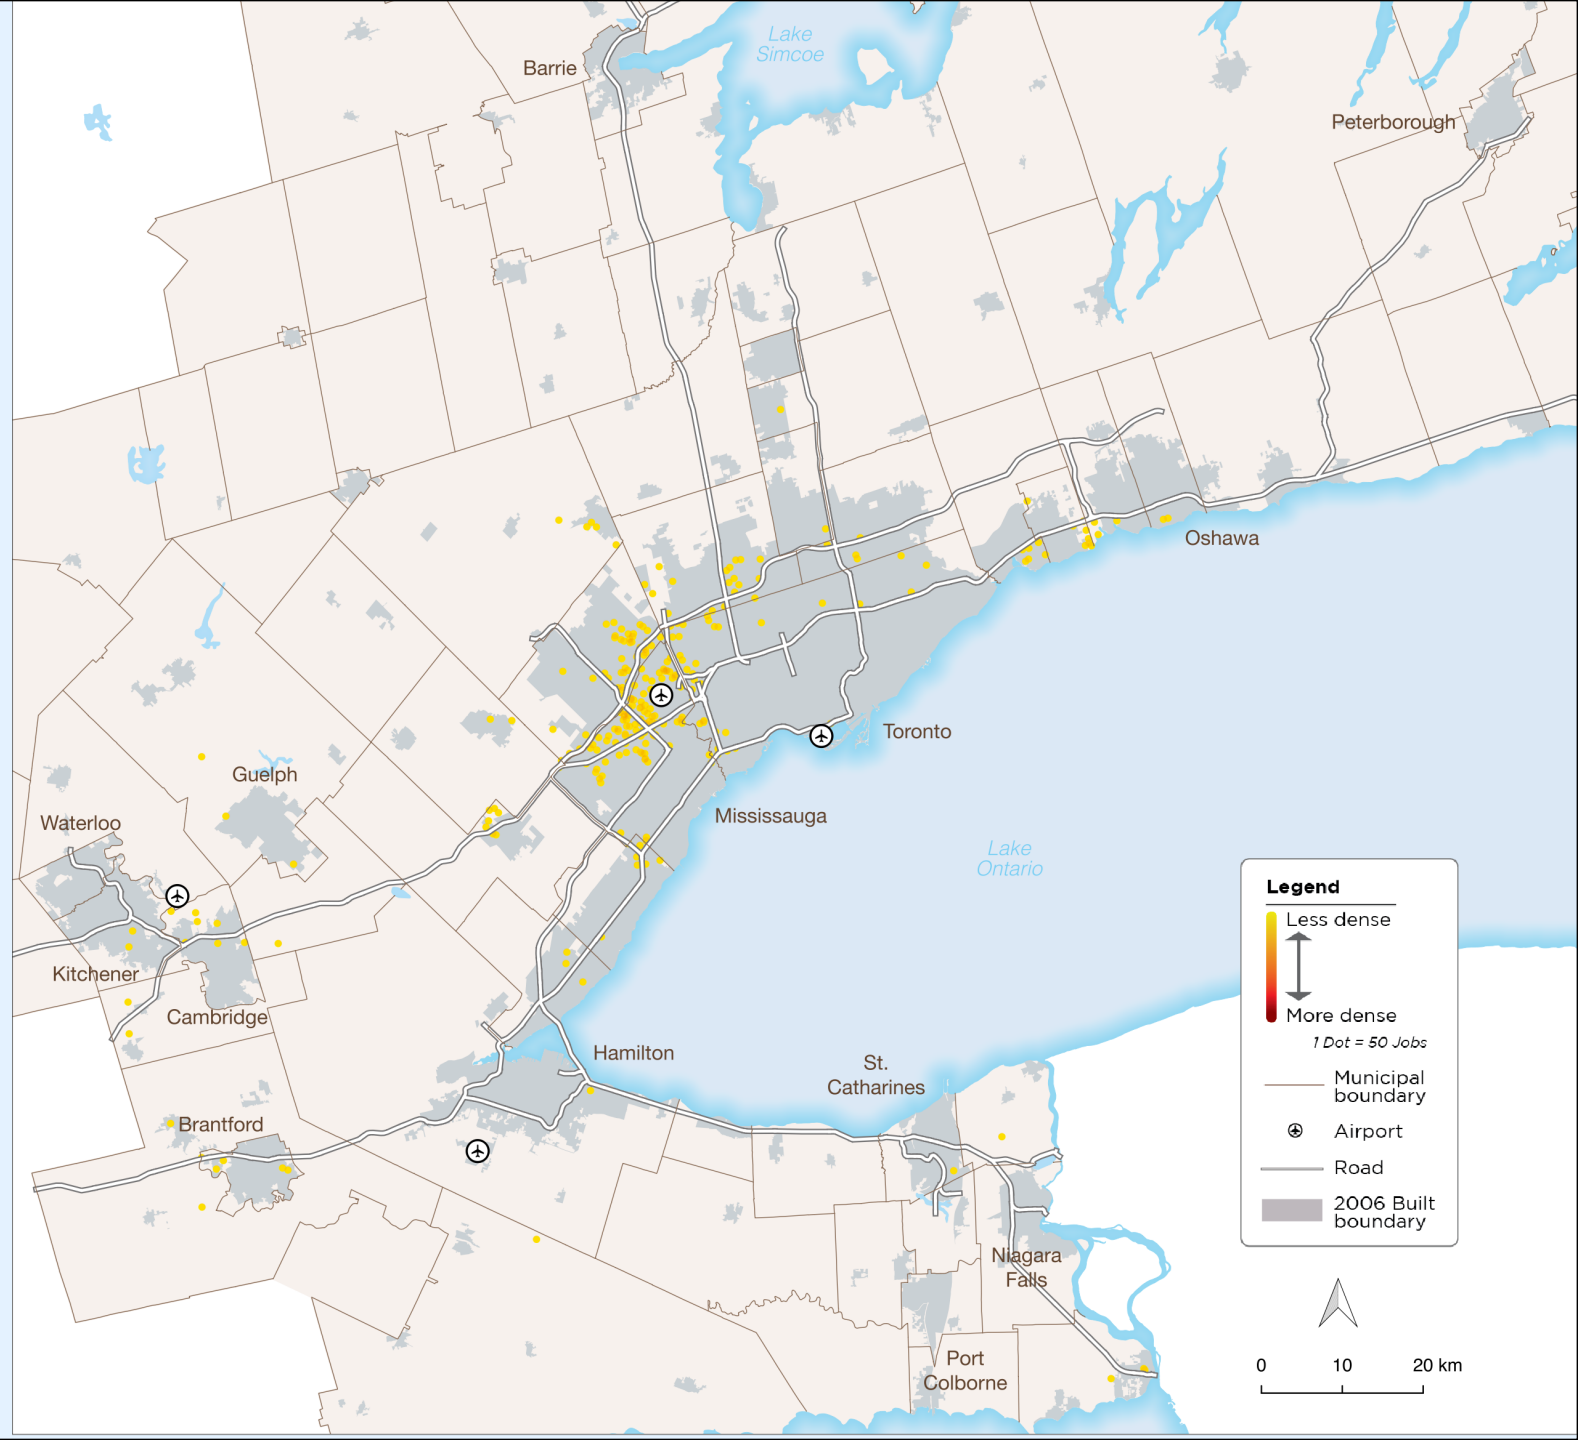 Lake
Simcoe
Barrie
Peterborough
Oshawa
Toronto
Guelph
Mississauga
Waterloo
Lake
Ontario
Kitchener
Cambridge
Hamilton
St.
Catharines
Brantford
Niagara
Falls
Port
Colborne
Legend
Less dense
More dense
1 Dot = 50 Jobs
Municipal
boundary
Airport
Road
2006 Built
boundary
0 10 20 km